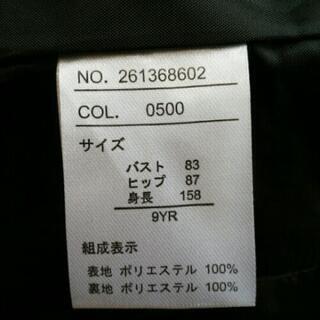 NO. 261368602
COL. 0500
サイズ
バスト 83
ヒップ 87
身長 158
9YR
組成表示
表地 ポリエステル 100%
裏地 ポリエステル 100%